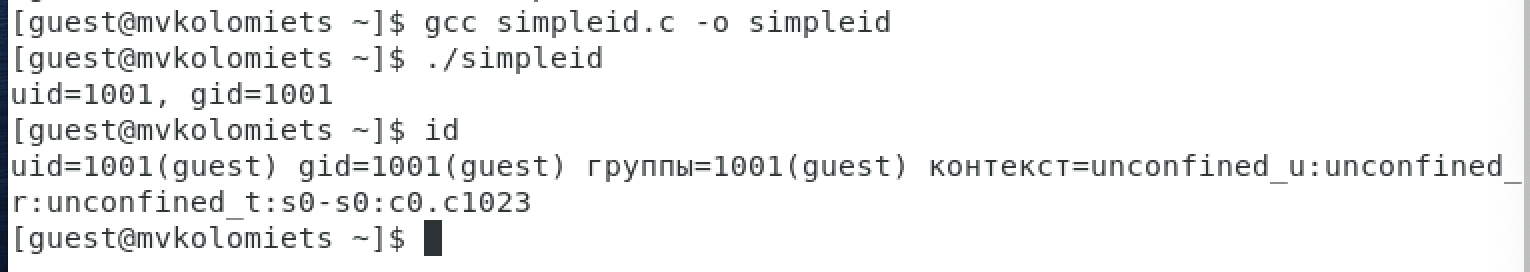 [guest@mvkolomiets ~]$ gcc simpleid.c -o simpleid
[guest@mvkolomiets ~]$ ./simpleid
uid=1001, gid=1001
[guest@mvkolomiets ~]$ id
uid=1001(guest) gid=1001(guest) группы=1001(guest) контекст=unconfined_u:unconfined_
r:unconfined_t:s0-s0:c0.c1023
[guest@mvkolomiets ~]$